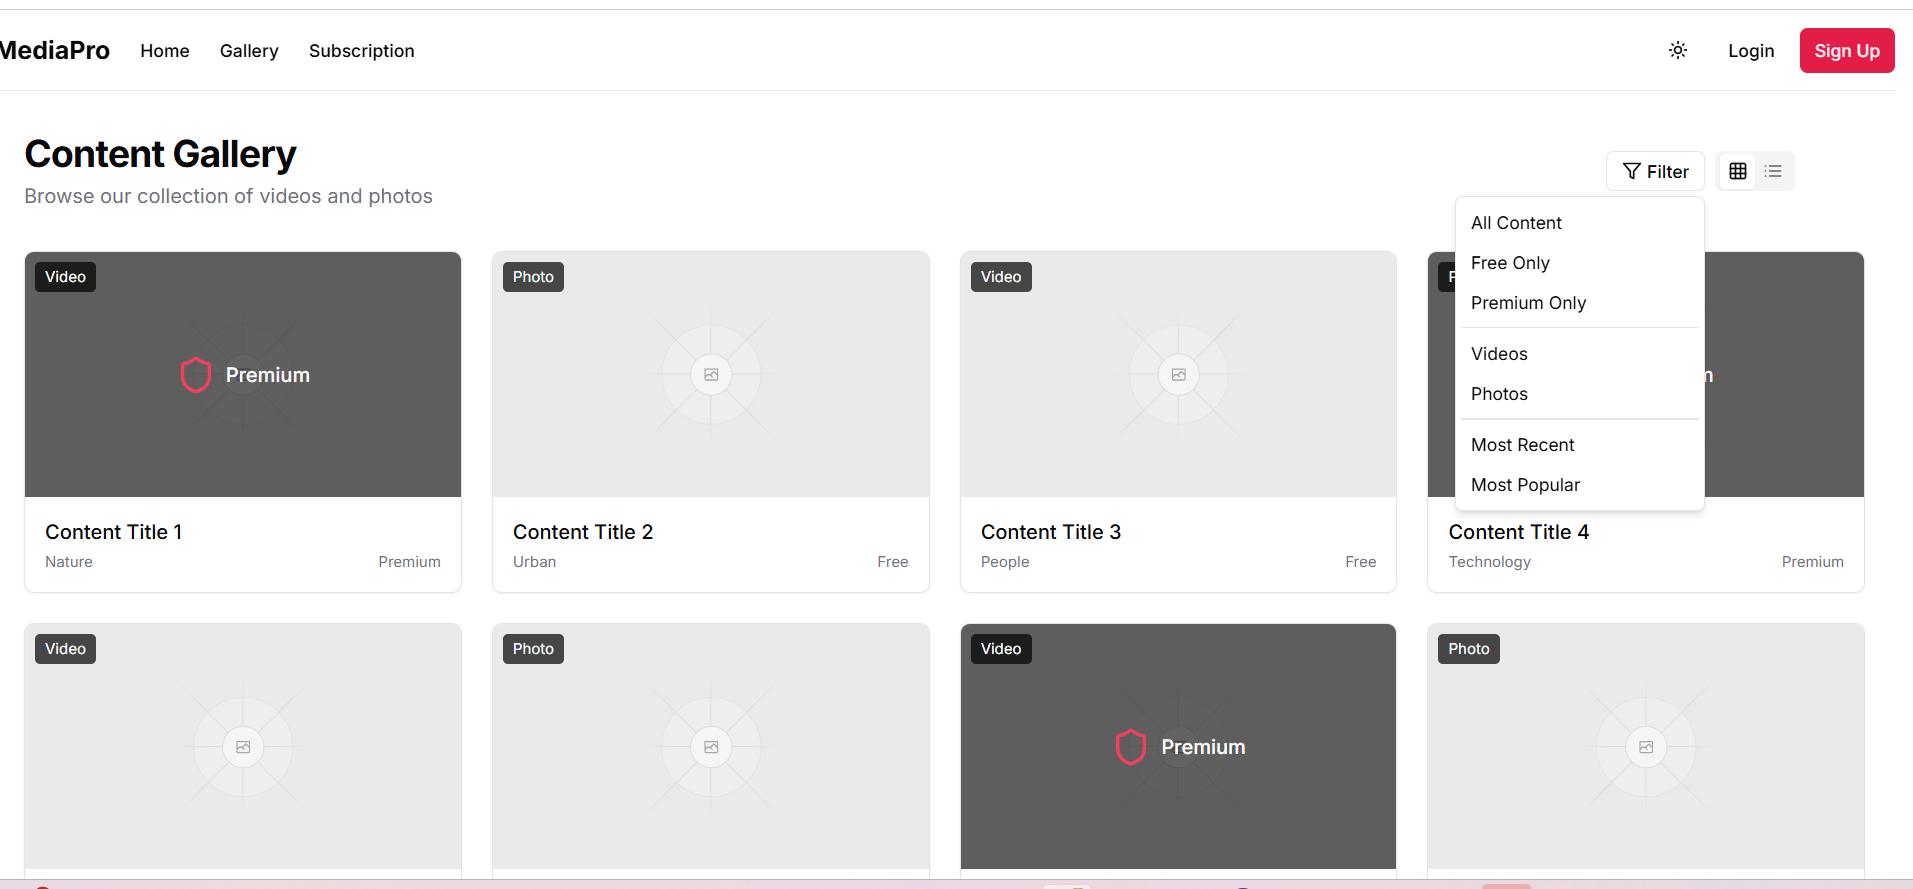 MediaPro Home Gallery Subscription Login Sign Up
Content Gallery
Browse our collection of videos and photos
Filter
All Content
Free Only
Premium Only
Videos
Photos
Most Recent
Most Popular
Video
Premium
Content Title 1
Nature Premium
Photo
Content Title 2
Urban Free
Video
Content Title 3
People Free
Content Title 4
Technology Premium
Video
Photo
Video
Premium
Photo